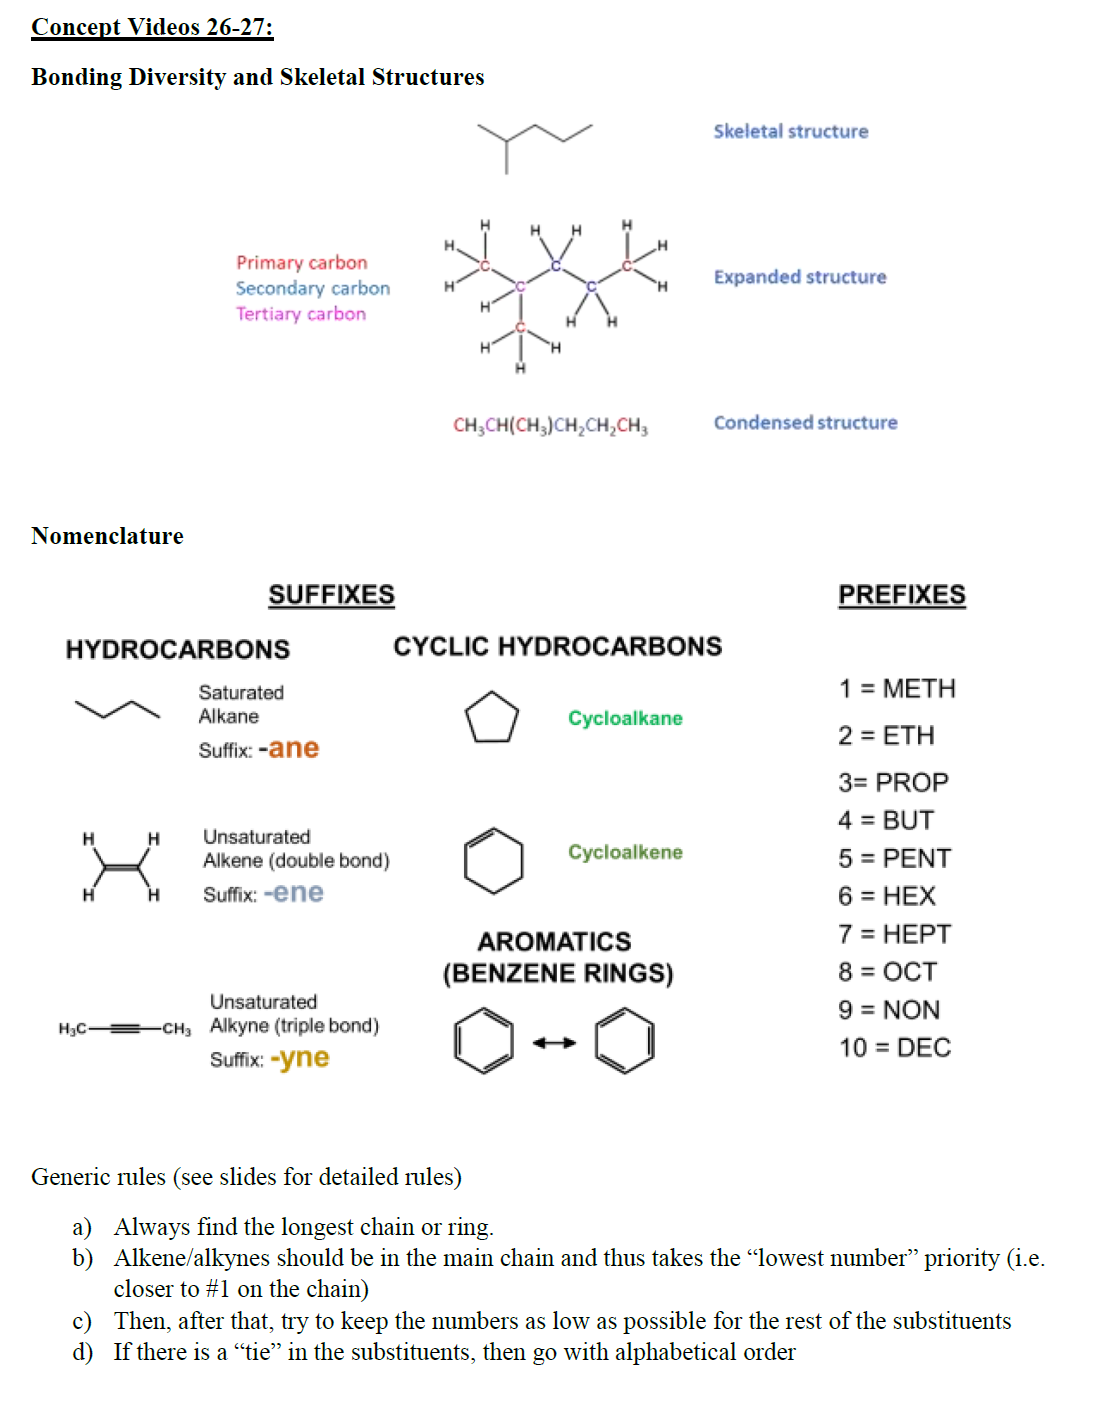 Concept Videos 26-27:
Bonding Diversity and Skeletal Structures
Skeletal structure
H H H H
H H
Primary carbon
Secondary carbon
Tertiary carbon
C C C
Expanded structure
H C C H
H
H H
C
H H
H
CH₃CH(CH₃)CH₂CH₂CH₃
Condensed structure
Nomenclature
SUFFIXES
PREFIXES
HYDROCARBONS
CYCLIC HYDROCARBONS
Saturated
Alkane
Suffix: -ane
Cycloalkane
1 = METH
2 = ETH
3= PROP
4 = BUT
5 = PENT
6 = HEX
7 = HEPT
8 = OCT
9 = NON
10 = DEC
H H
H H
Unsaturated
Alkene (double bond)
Suffix: -ene
Cycloalkene
AROMATICS
(BENZENE RINGS)
H₃C CH₃
Unsaturated
Alkyne (triple bond)
Suffix: -yne
Generic rules (see slides for detailed rules)
a) Always find the longest chain or ring.
b) Alkene/alkynes should be in the main chain and thus takes the “lowest number” priority (i.e.
closer to #1 on the chain)
c) Then, after that, try to keep the numbers as low as possible for the rest of the substituents
d) If there is a “tie” in the substituents, then go with alphabetical order